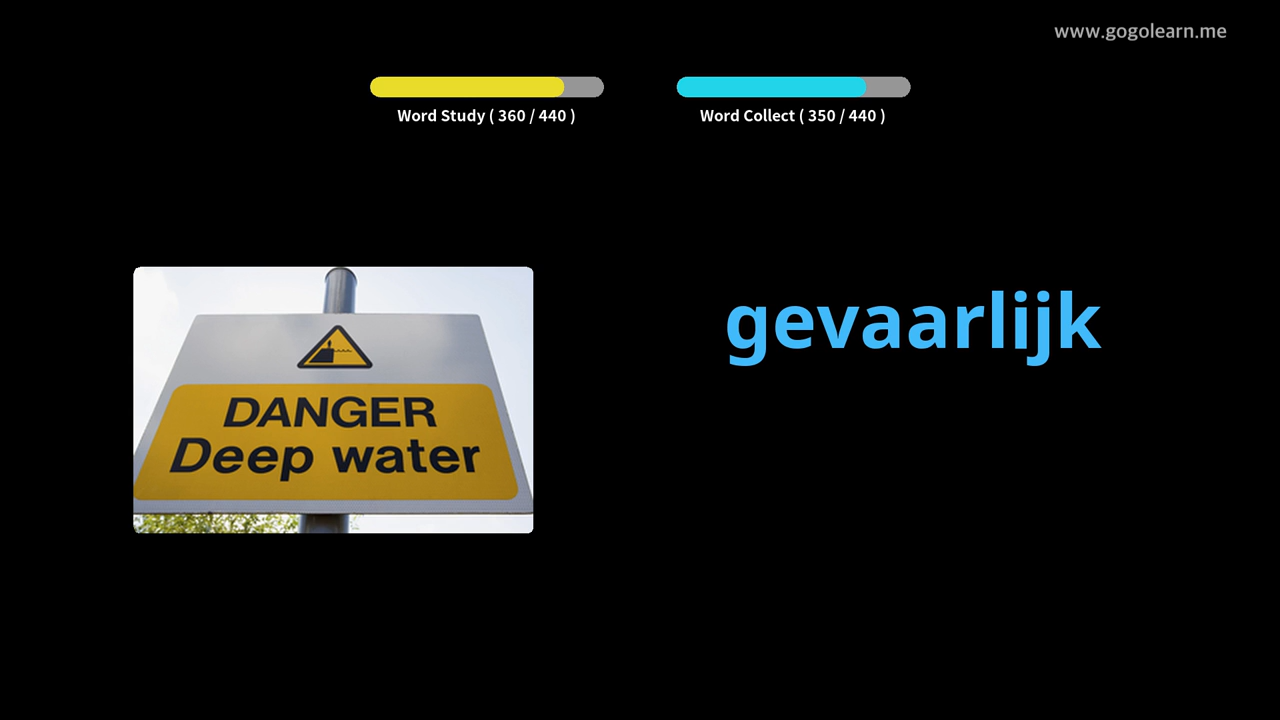 www.gogolearn.me
Word Study ( 360 / 440 )
Word Collect ( 350 / 440 )
DANGER
Deep water
gevaarlijk